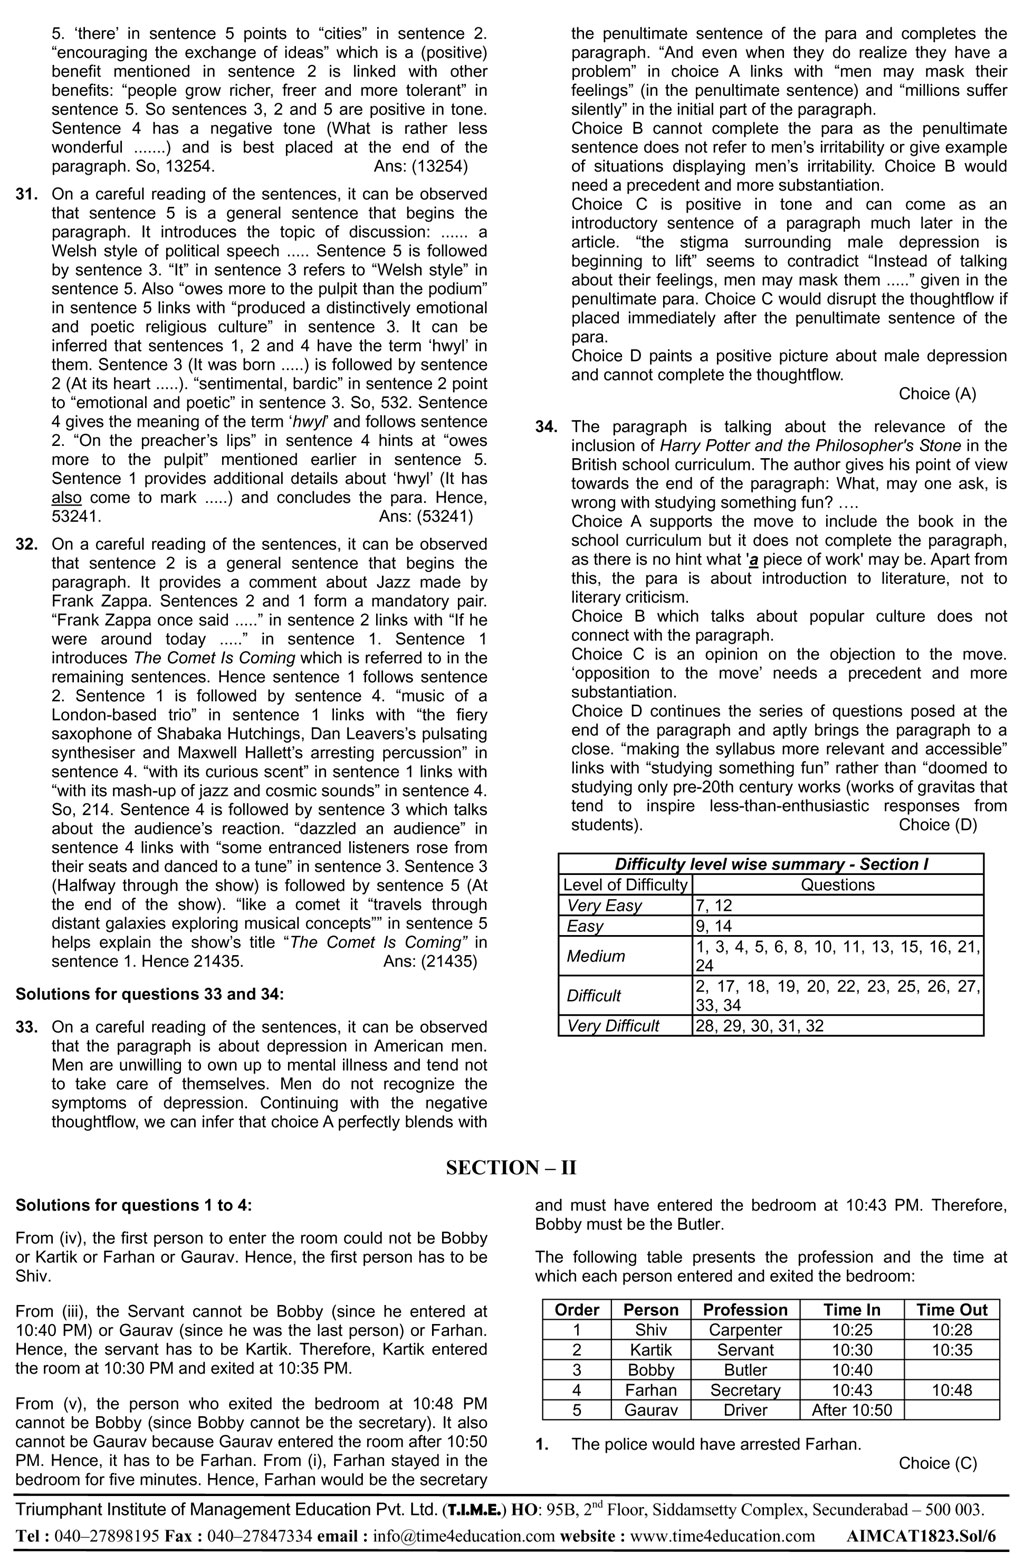 5. ‘there’ in sentence 5 points to “cities” in sentence 2.
“encouraging the exchange of ideas” which is a (positive)
benefit mentioned in sentence 2 is linked with other
benefits: “people grow richer, freer and more tolerant” in
sentence 5. So sentences 3, 2 and 5 are positive in tone.
Sentence 4 has a negative tone (What is rather less
wonderful .......) and is best placed at the end of the
paragraph. So, 13254. Ans: (13254)
31. On a careful reading of the sentences, it can be observed
that sentence 5 is a general sentence that begins the
paragraph. It introduces the topic of discussion: ...... a
Welsh style of political speech ..... Sentence 5 is followed
by sentence 3. “It” in sentence 3 refers to “Welsh style” in
sentence 5. Also “owes more to the pulpit than the podium”
in sentence 5 links with “produced a distinctively emotional
and poetic religious culture” in sentence 3. It can be
inferred that sentences 1, 2 and 4 have the term ‘hwyl’ in
them. Sentence 3 (It was born .....) is followed by sentence
2 (At its heart .....). “sentimental, bardic” in sentence 2 point
to “emotional and poetic” in sentence 3. So, 532. Sentence
4 gives the meaning of the term ‘hwyl’ and follows sentence
2. “On the preacher’s lips” in sentence 4 hints at “owes
more to the pulpit” mentioned earlier in sentence 5.
Sentence 1 provides additional details about ‘hwyl’ (It has
also come to mark .....) and concludes the para. Hence,
53241. Ans: (53241)
32. On a careful reading of the sentences, it can be observed
that sentence 2 is a general sentence that begins the
paragraph. It provides a comment about Jazz made by
Frank Zappa. Sentences 2 and 1 form a mandatory pair.
“Frank Zappa once said .....” in sentence 2 links with “If he
were around today .....” in sentence 1. Sentence 1
introduces The Comet Is Coming which is referred to in the
remaining sentences. Hence sentence 1 follows sentence
2. Sentence 1 is followed by sentence 4. “music of a
London-based trio” in sentence 1 links with “the fiery
saxophone of Shabaka Hutchings, Dan Leavers’s pulsating
synthesiser and Maxwell Hallett’s arresting percussion” in
sentence 4. “with its curious scent” in sentence 1 links with
“with its mash-up of jazz and cosmic sounds” in sentence 4.
So, 214. Sentence 4 is followed by sentence 3 which talks
about the audience’s reaction. “dazzled an audience” in
sentence 4 links with “some entranced listeners rose from
their seats and danced to a tune” in sentence 3. Sentence 3
(Halfway through the show) is followed by sentence 5 (At
the end of the show). “like a comet it “travels through
distant galaxies exploring musical concepts”” in sentence 5
helps explain the show’s title “The Comet Is Coming” in
sentence 1. Hence 21435. Ans: (21435)
Solutions for questions 33 and 34:
33. On a careful reading of the sentences, it can be observed
that the paragraph is about depression in American men.
Men are unwilling to own up to mental illness and tend not
to take care of themselves. Men do not recognize the
symptoms of depression. Continuing with the negative
thoughtflow, we can infer that choice A perfectly blends with
the penultimate sentence of the para and completes the
paragraph. “And even when they do realize they have a
problem” in choice A links with “men may mask their
feelings” (in the penultimate sentence) and “millions suffer
silently” in the initial part of the paragraph.
Choice B cannot complete the para as the penultimate
sentence does not refer to men’s irritability or give example
of situations displaying men’s irritability. Choice B would
need a precedent and more substantiation.
Choice C is positive in tone and can come as an
introductory sentence of a paragraph much later in the
article. “the stigma surrounding male depression is
beginning to lift” seems to contradict “Instead of talking
about their feelings, men may mask them .....” given in the
penultimate para. Choice C would disrupt the thoughtflow if
placed immediately after the penultimate sentence of the
para.
Choice D paints a positive picture about male depression
and cannot complete the thoughtflow.
Choice (A)
34. The paragraph is talking about the relevance of the
inclusion of Harry Potter and the Philosopher's Stone in the
British school curriculum. The author gives his point of view
towards the end of the paragraph: What, may one ask, is
wrong with studying something fun? ....
Choice A supports the move to include the book in the
school curriculum but it does not complete the paragraph,
as there is no hint what 'a piece of work' may be. Apart from
this, the para is about introduction to literature, not to
literary criticism.
Choice B which talks about popular culture does not
connect with the paragraph.
Choice C is an opinion on the objection to the move.
‘opposition to the move’ needs a precedent and more
substantiation.
Choice D continues the series of questions posed at the
end of the paragraph and aptly brings the paragraph to a
close. “making the syllabus more relevant and accessible”
links with “studying something fun” rather than “doomed to
studying only pre-20th century works (works of gravitas that
tend to inspire less-than-enthusiastic responses from
students). Choice (D)
Difficulty level wise summary - Section I
Level of Difficulty Questions
Very Easy 7, 12
Easy 9, 14
Medium 1, 3, 4, 5, 6, 8, 10, 11, 13, 15, 16, 21,
24
Difficult 2, 17, 18, 19, 20, 22, 23, 25, 26, 27,
33, 34
Very Difficult 28, 29, 30, 31, 32
SECTION – II
Solutions for questions 1 to 4:
From (iv), the first person to enter the room could not be Bobby
or Kartik or Farhan or Gaurav. Hence, the first person has to be
Shiv.
From (iii), the Servant cannot be Bobby (since he entered at
10:40 PM) or Gaurav (since he was the last person) or Farhan.
Hence, the servant has to be Kartik. Therefore, Kartik entered
the room at 10:30 PM and exited at 10:35 PM.
From (v), the person who exited the bedroom at 10:48 PM
cannot be Bobby (since Bobby cannot be the secretary). It also
cannot be Gaurav because Gaurav entered the room after 10:50
PM. Hence, it has to be Farhan. From (i), Farhan stayed in the
bedroom for five minutes. Hence, Farhan would be the secretary
and must have entered the bedroom at 10:43 PM. Therefore,
Bobby must be the Butler.
The following table presents the profession and the time at
which each person entered and exited the bedroom:
Order Person Profession Time In Time Out
1 Shiv Carpenter 10:25 10:28
2 Kartik Servant 10:30 10:35
3 Bobby Butler 10:40
4 Farhan Secretary 10:43 10:48
5 Gaurav Driver After 10:50
1. The police would have arrested Farhan.
Choice (C)
Triumphant Institute of Management Education Pvt. Ltd. (T.I.M.E.) HO: 95B, 2nd Floor, Siddamsetty Complex, Secunderabad – 500 003.
Tel : 040–27898195 Fax : 040–27847334 email : info@time4education.com website : www.time4education.com AIMCAT1823.Sol/6